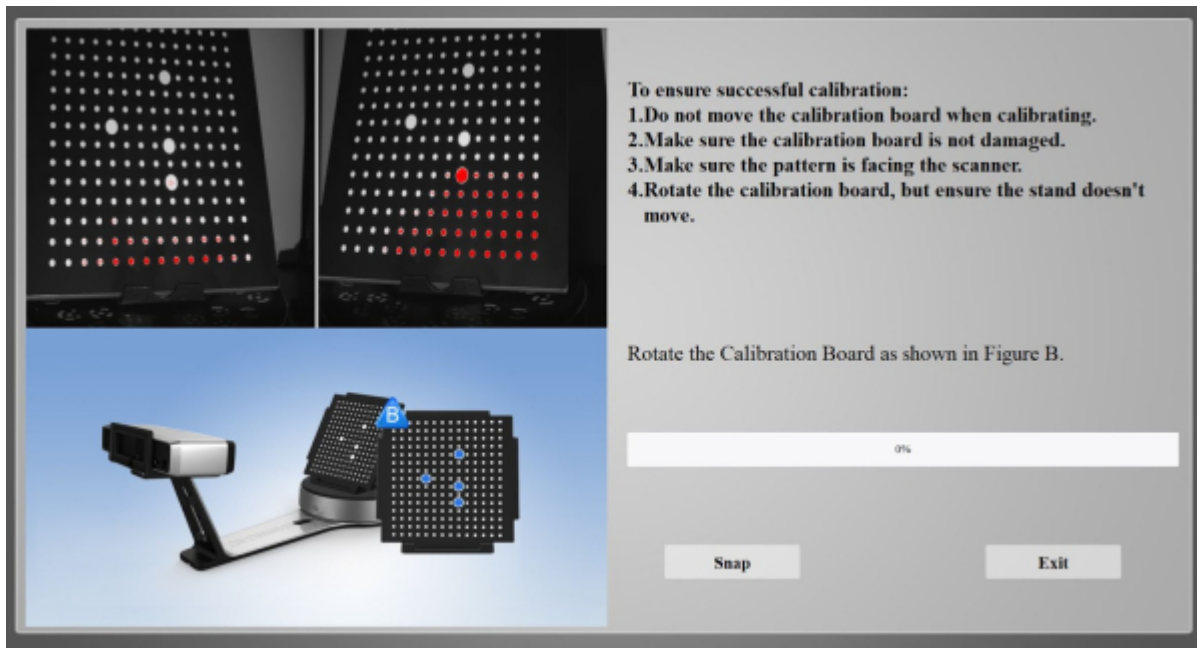 To ensure successful calibration:
1.Do not move the calibration board when calibrating.
2.Make sure the calibration board is not damaged.
3.Make sure the pattern is facing the scanner.
4.Rotate the calibration board, but ensure the stand doesn't
move.
Rotate the Calibration Board as shown in Figure B.
B
0%
Snap
Exit